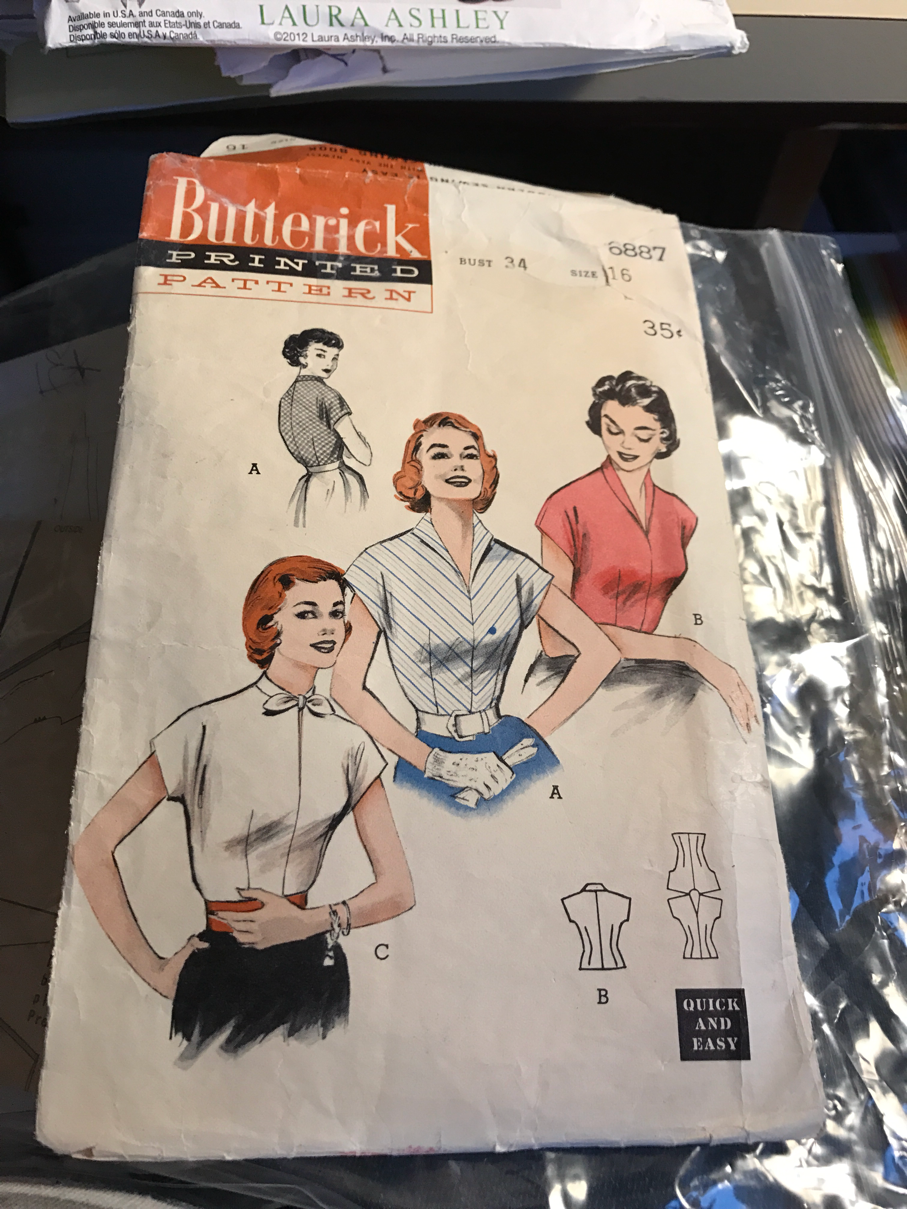 Available in U.S.A. and Canada only.
Disponible seulement aux Etats-Unis et Canada.
Disponible sólo en U.S.A y Canadá.
LAURA ASHLEY
©2012 Laura Ashley, Inc. All Rights Reserved.
16
Butterick
PRINTED
PATTERN
BUST 34
6887
SIZE 16
35¢
A
B
A
C
B
QUICK
AND
EASY